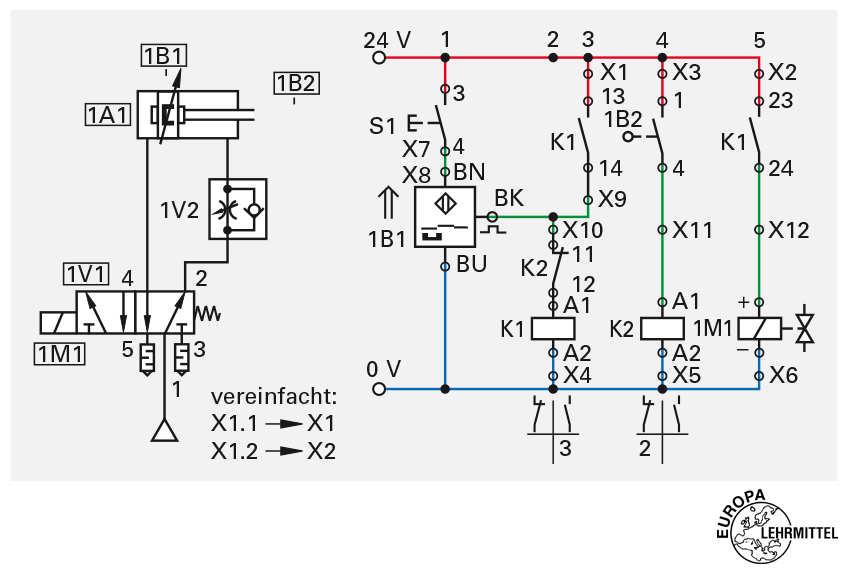 1B1
1B2
1A1
1V2
1V1
4
2
1M1
5
3
1
vereinfacht:
X1.1 → X1
X1.2 → X2
24 V
1
2
3
4
5
X1
X3
X2
3
13
1
23
S1
1B2
K1
K1
X7
4
X8
BN
14
4
24
BK
X9
1B1
X10
X11
X12
11
K2
BU
12
A1
A1
+
K1
K2
1M1
A2
A2
−
0 V
X4
X5
X6
3
2
EUROPA
LEHRMITTEL